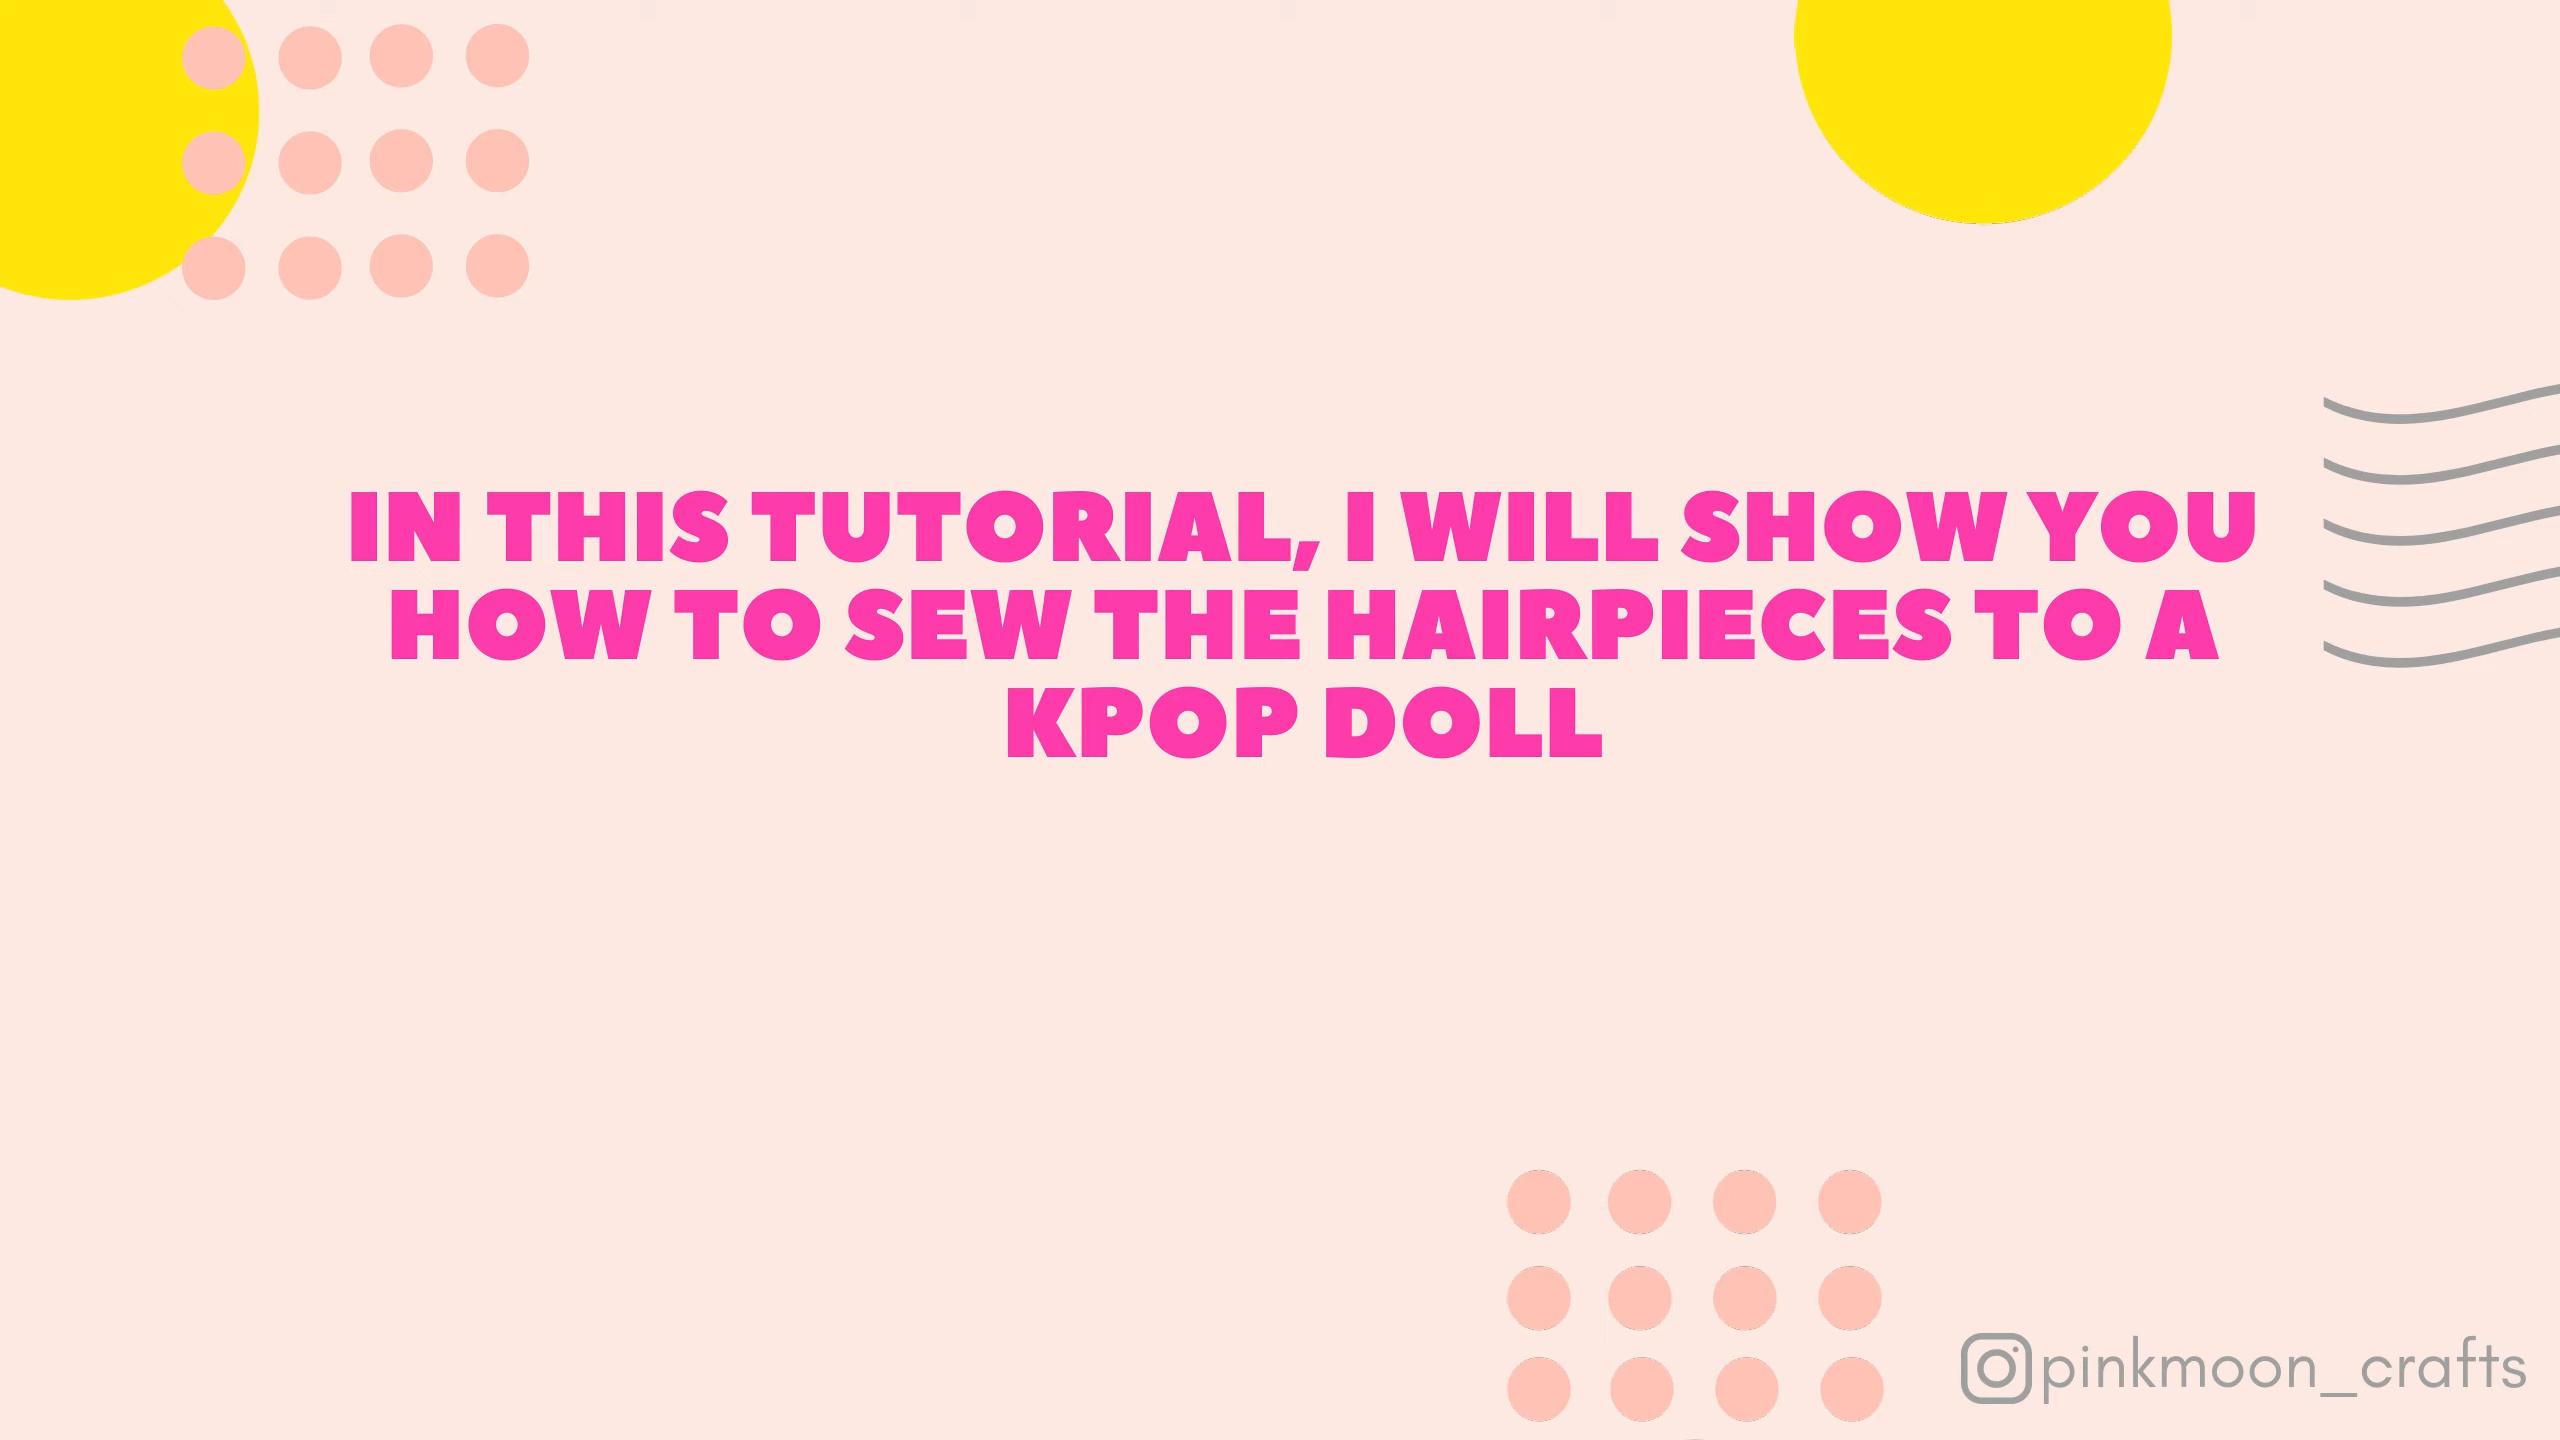 IN THIS TUTORIAL, I WILL SHOW YOU
HOW TO SEW THE HAIRPIECES TO A
KPOP DOLL
pinkmoon_crafts